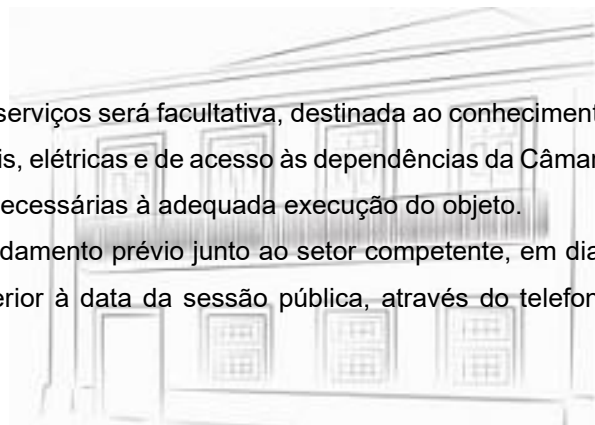 serviços será facultativa, destinada ao conheciment
is, elétricas e de acesso às dependências da Câmar
ecessárias à adequada execução do objeto.
damento prévio junto ao setor competente, em dia
erior à data da sessão pública, através do telefon